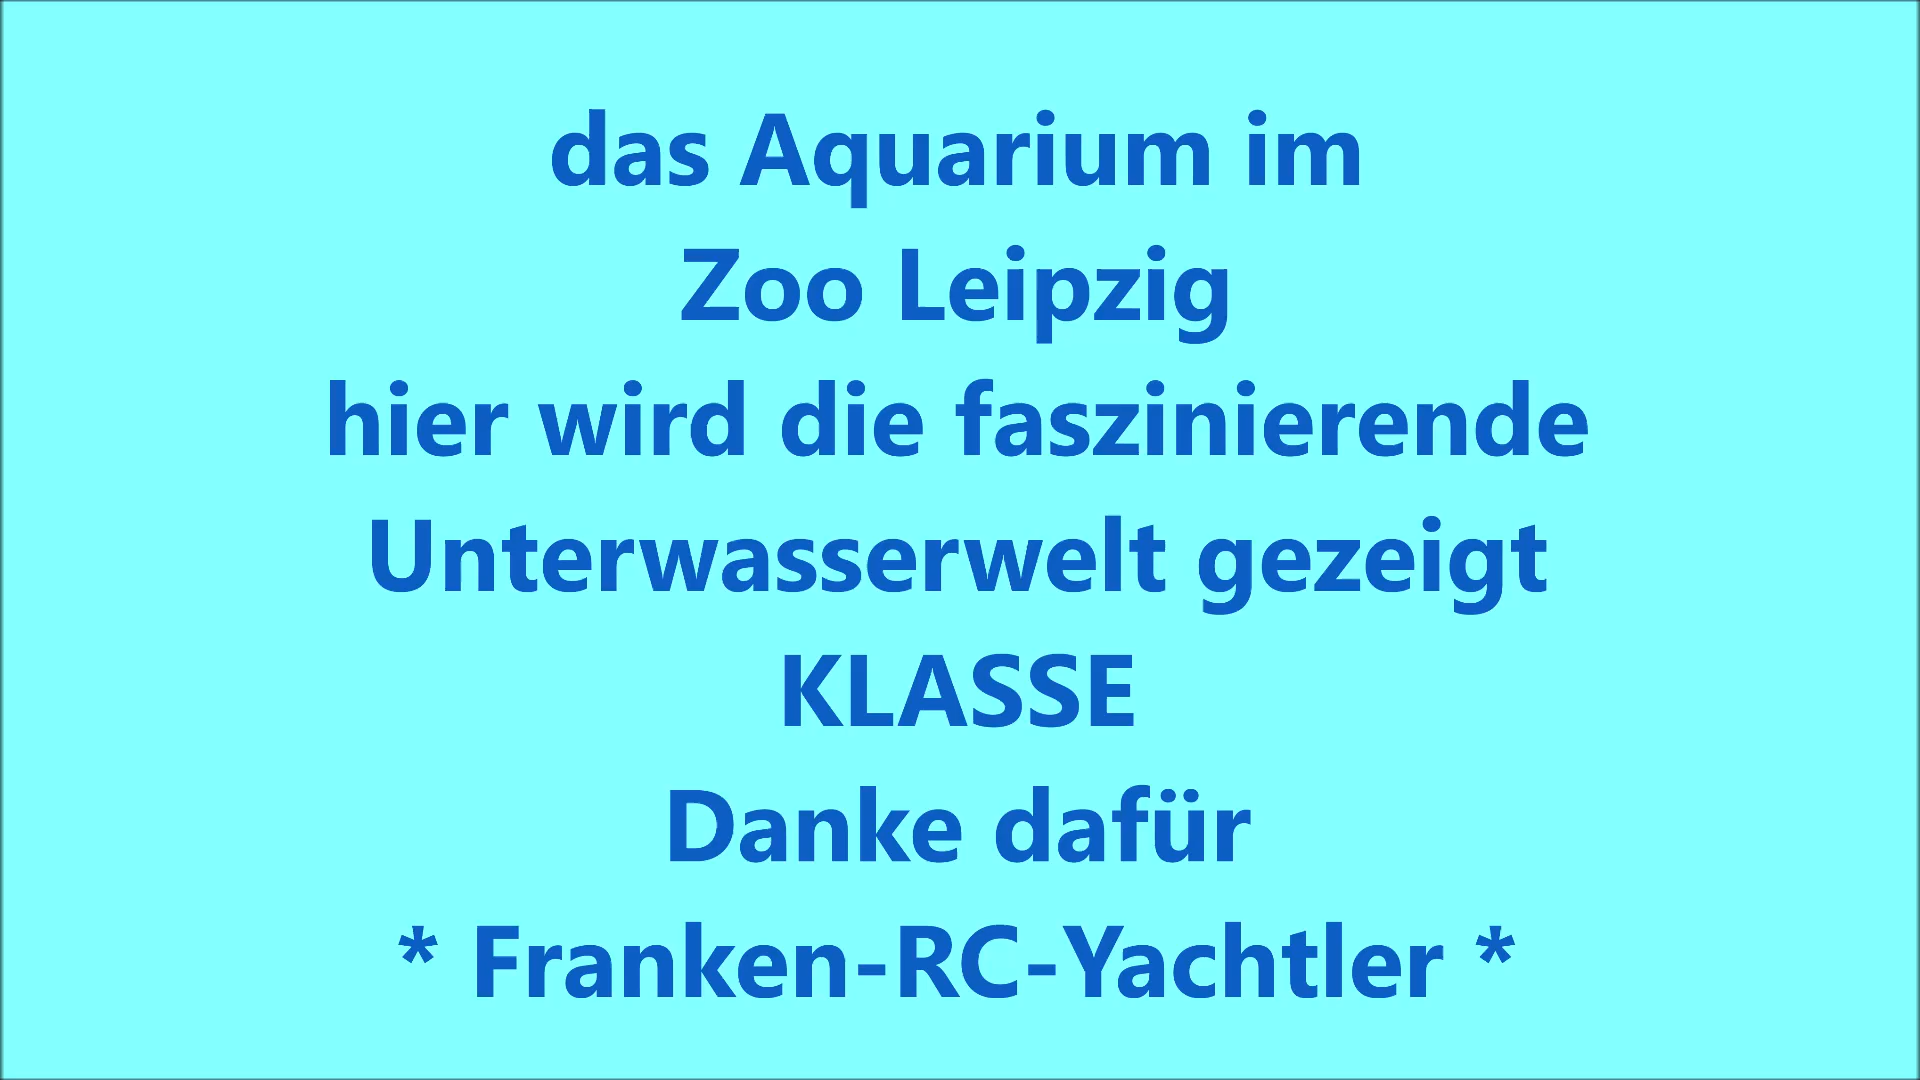 das Aquarium im
Zoo Leipzig
hier wird die faszinierende
Unterwasserwelt gezeigt
KLASSE
Danke dafür
* Franken-RC-Yachtler *